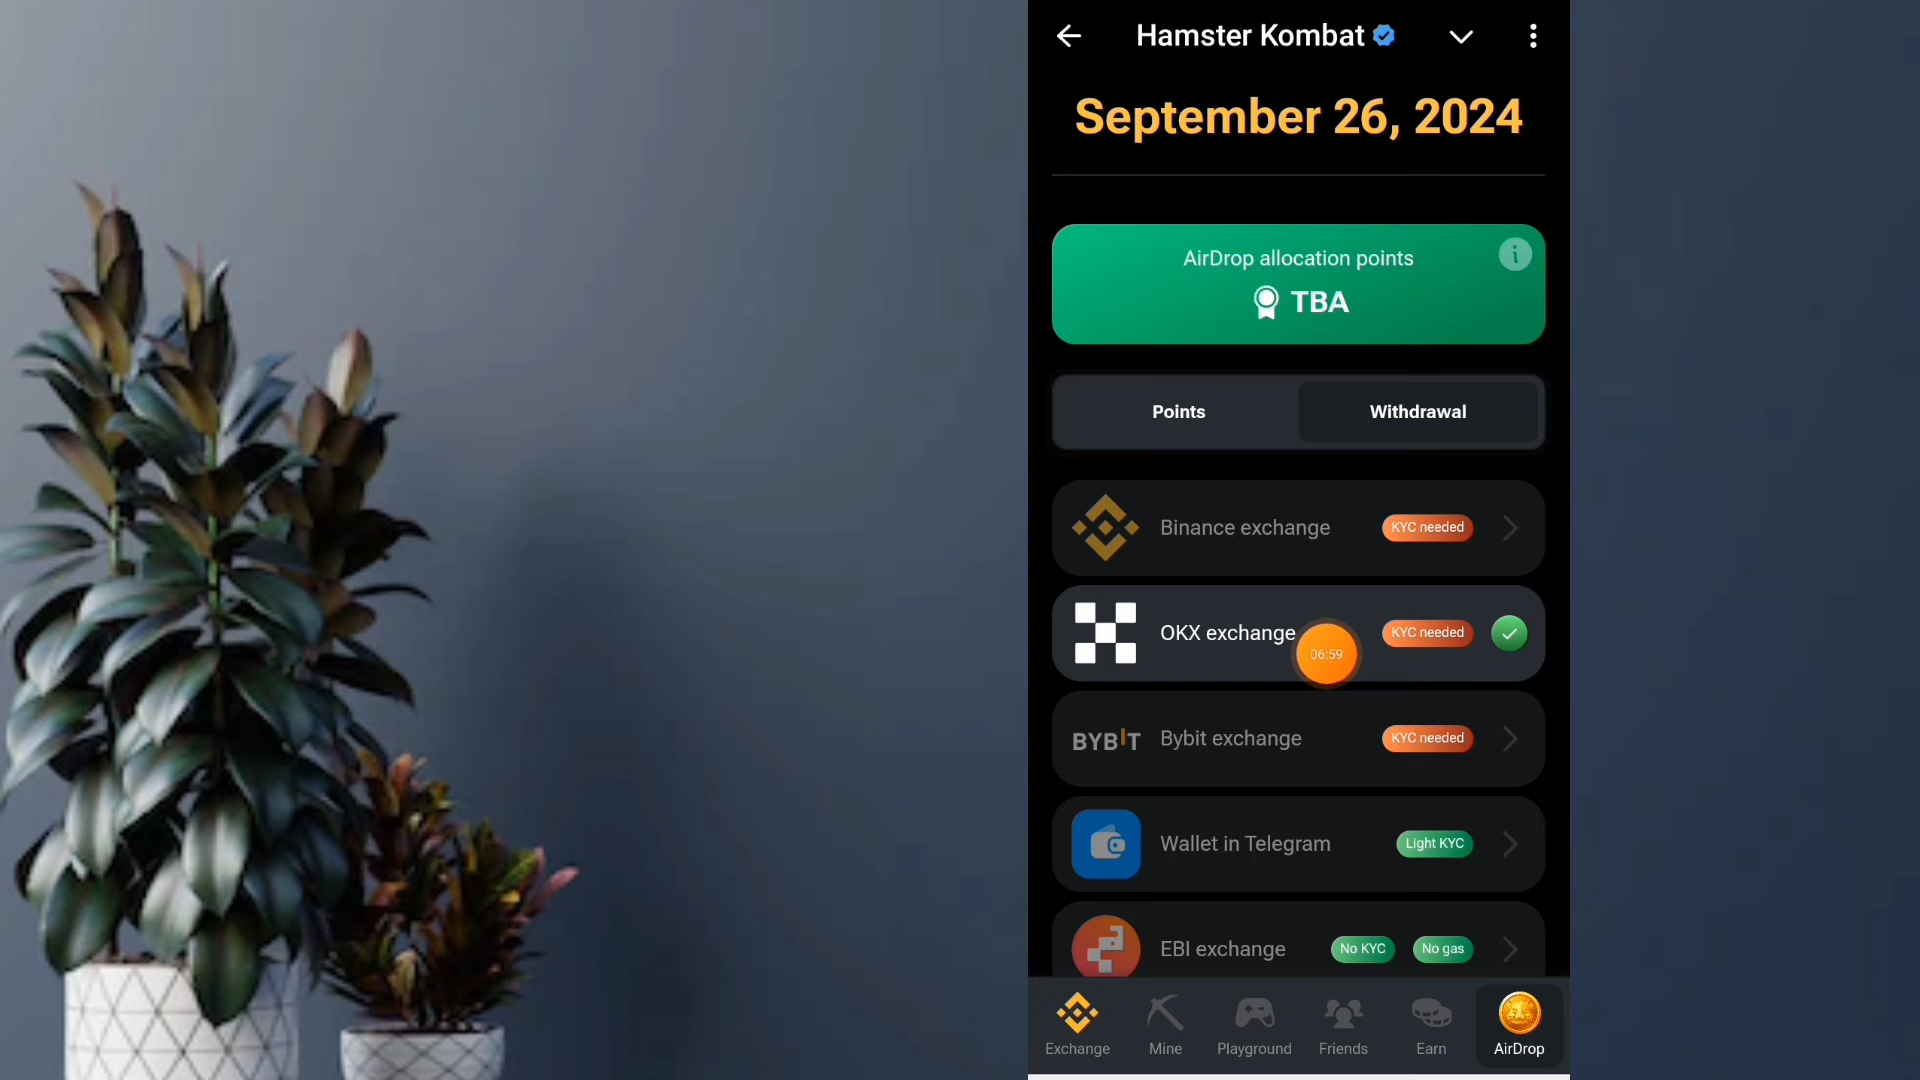 Hamster Kombat
September 26, 2024
AirDrop allocation points
TBA
Points
Withdrawal
Binance exchange
KYC needed
OKX exchange
KYC needed
06:59
BYBIT
Bybit exchange
KYC needed
Wallet in Telegram
Light KYC
EBI exchange
No KYC
No gas
Exchange
Mine
Playground
Friends
Earn
AirDrop